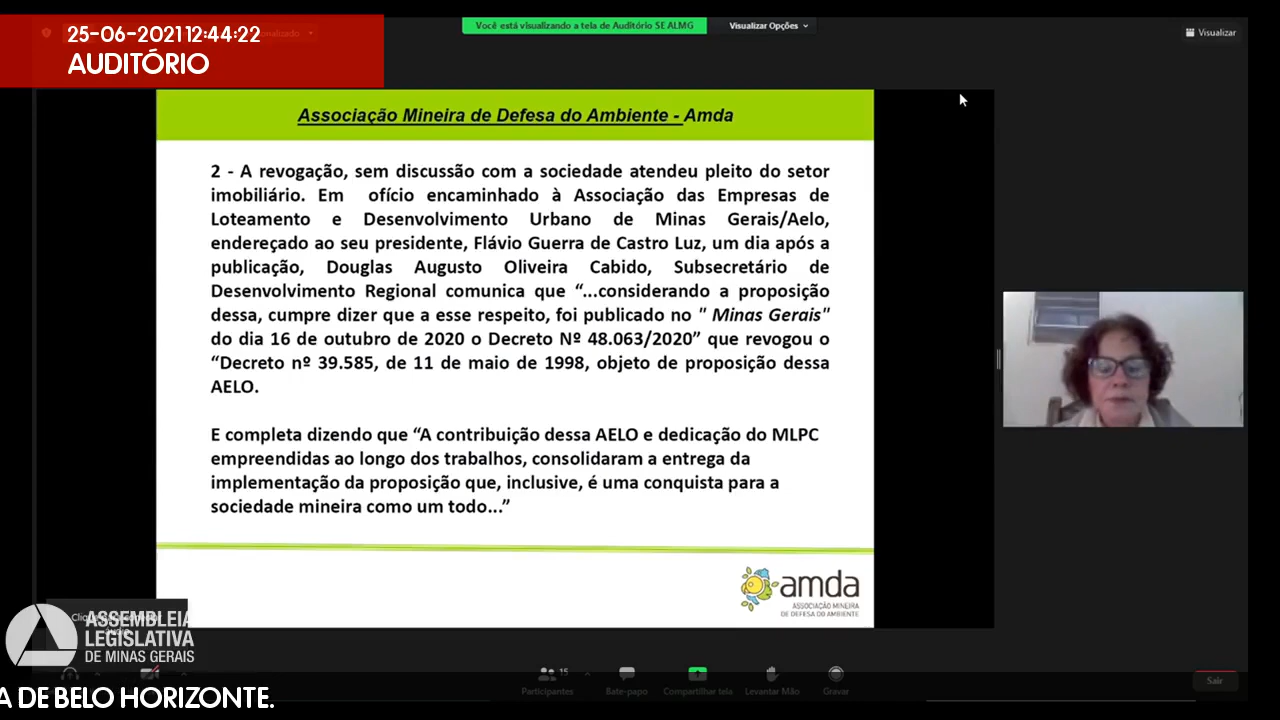 25-06-2021 12:44:22
AUDITÓRIO
Você está visualizando a tela de Auditório SE ALMG
Visualizar Opções
Visualizar
Associação Mineira de Defesa do Ambiente - Amda
2 - A revogação, sem discussão com a sociedade atendeu pleito do setor
imobiliário. Em ofício encaminhado à Associação das Empresas de
Loteamento e Desenvolvimento Urbano de Minas Gerais/Aelo,
endereçado ao seu presidente, Flávio Guerra de Castro Luz, um dia após a
publicação, Douglas Augusto Oliveira Cabido, Subsecretário de
Desenvolvimento Regional comunica que “...considerando a proposição
dessa, cumpre dizer que a esse respeito, foi publicado no " Minas Gerais"
do dia 16 de outubro de 2020 o Decreto Nº 48.063/2020” que revogou o
“Decreto nº 39.585, de 11 de maio de 1998, objeto de proposição dessa
AELO.
E completa dizendo que “A contribuição dessa AELO e dedicação do MLPC
empreendidas ao longo dos trabalhos, consolidaram a entrega da
implementação da proposição que, inclusive, é uma conquista para a
sociedade mineira como um todo...”
amda
ASSOCIAÇÃO MINEIRA
DE DEFESA DO AMBIENTE
ASSEMBLEIA
LEGISLATIVA
DE MINAS GERAIS
15
Participantes
Bate-papo
Compartilhar tela
Levantar Mão
Gravar
Sair
A DE BELO HORIZONTE.